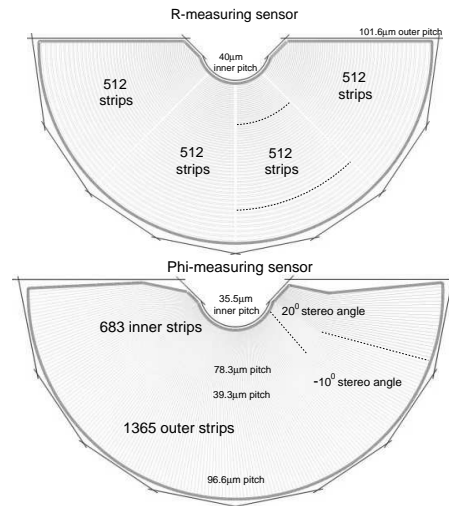 R-measuring sensor
101.6μm outer pitch
40μm
inner pitch
512
strips
512
strips
512
strips
512
strips
Phi-measuring sensor
35.5μm
inner pitch
20⁰ stereo angle
683 inner strips
78.3μm pitch
-10⁰ stereo angle
39.3μm pitch
1365 outer strips
96.6μm pitch